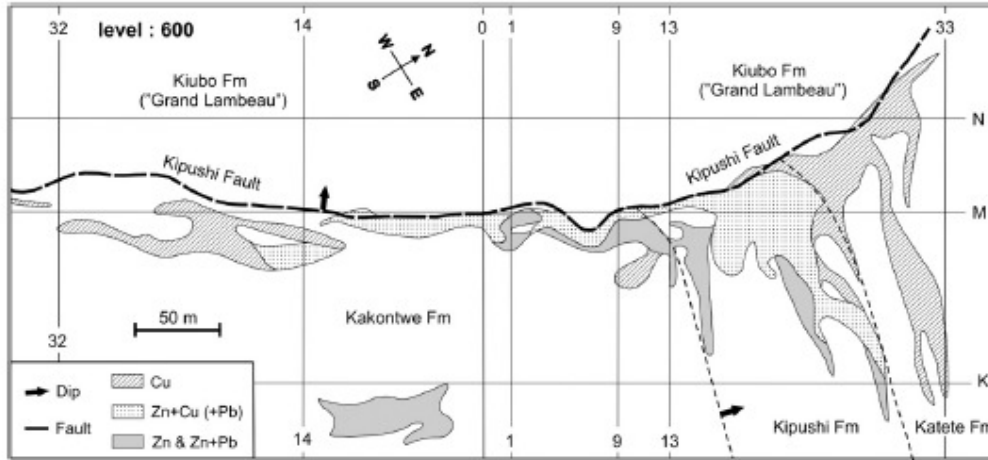 32
14
0
1
9
13
33
level : 600
W
N
S
E
Kiubo Fm
("Grand Lambeau")
Kiubo Fm
("Grand Lambeau")
N
Kipushi Fault
Kipushi Fault
M
50 m
Kakontwe Fm
32
K
Dip
Fault
Cu
Zn+Cu (+Pb)
Zn & Zn+Pb
14
1
9
13
Kipushi Fm
Katete Fm